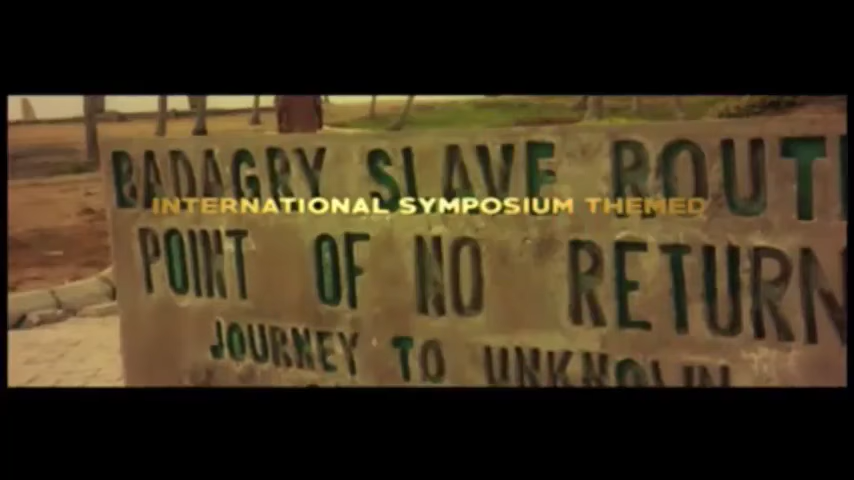 BADAGRY SLAVE ROUT
INTERNATIONAL SYMPOSIUM THEMED
POINT OF NO RETURN
JOURNEY TO UNKNOWN